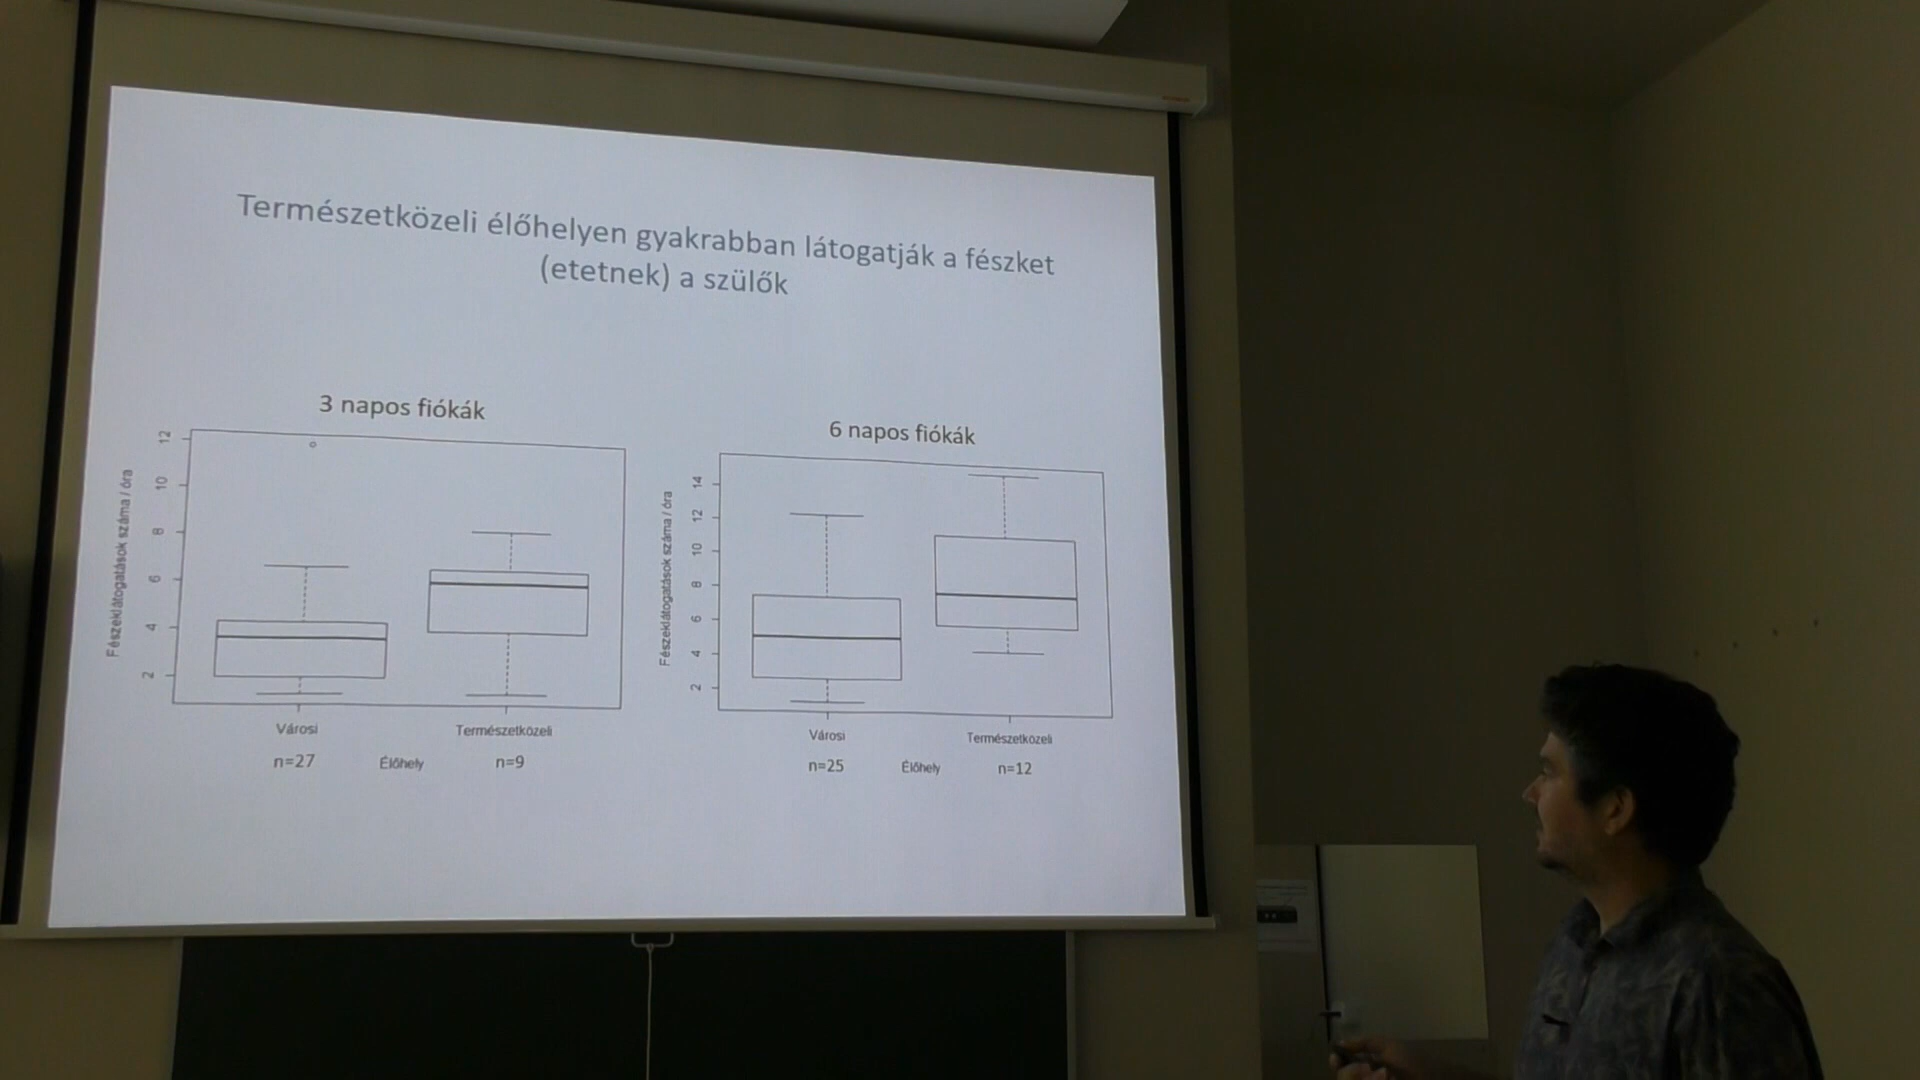 Természetközeli élőhelyen gyakrabban látogatják a fészket
(etetnek) a szülők
3 napos fiókák
Fészeklátogatások száma / óra
12
10
8
6
4
2
Városi
Természetközeli
n=27
Élőhely
n=9
6 napos fiókák
Fészeklátogatások száma / óra
14
12
10
8
6
4
2
Városi
Természetközeli
n=25
Élőhely
n=12